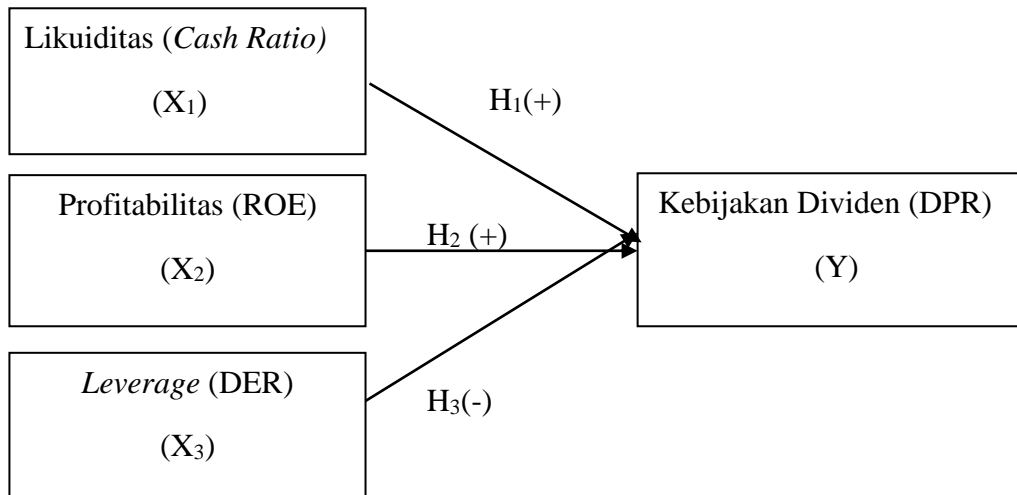 Likuiditas (Cash Ratio)
(X₁)
H₁(+)
Profitabilitas (ROE)
(X₂)
H₂ (+)
Kebijakan Dividen (DPR)
(Y)
Leverage (DER)
(X₃)
H₃(-)